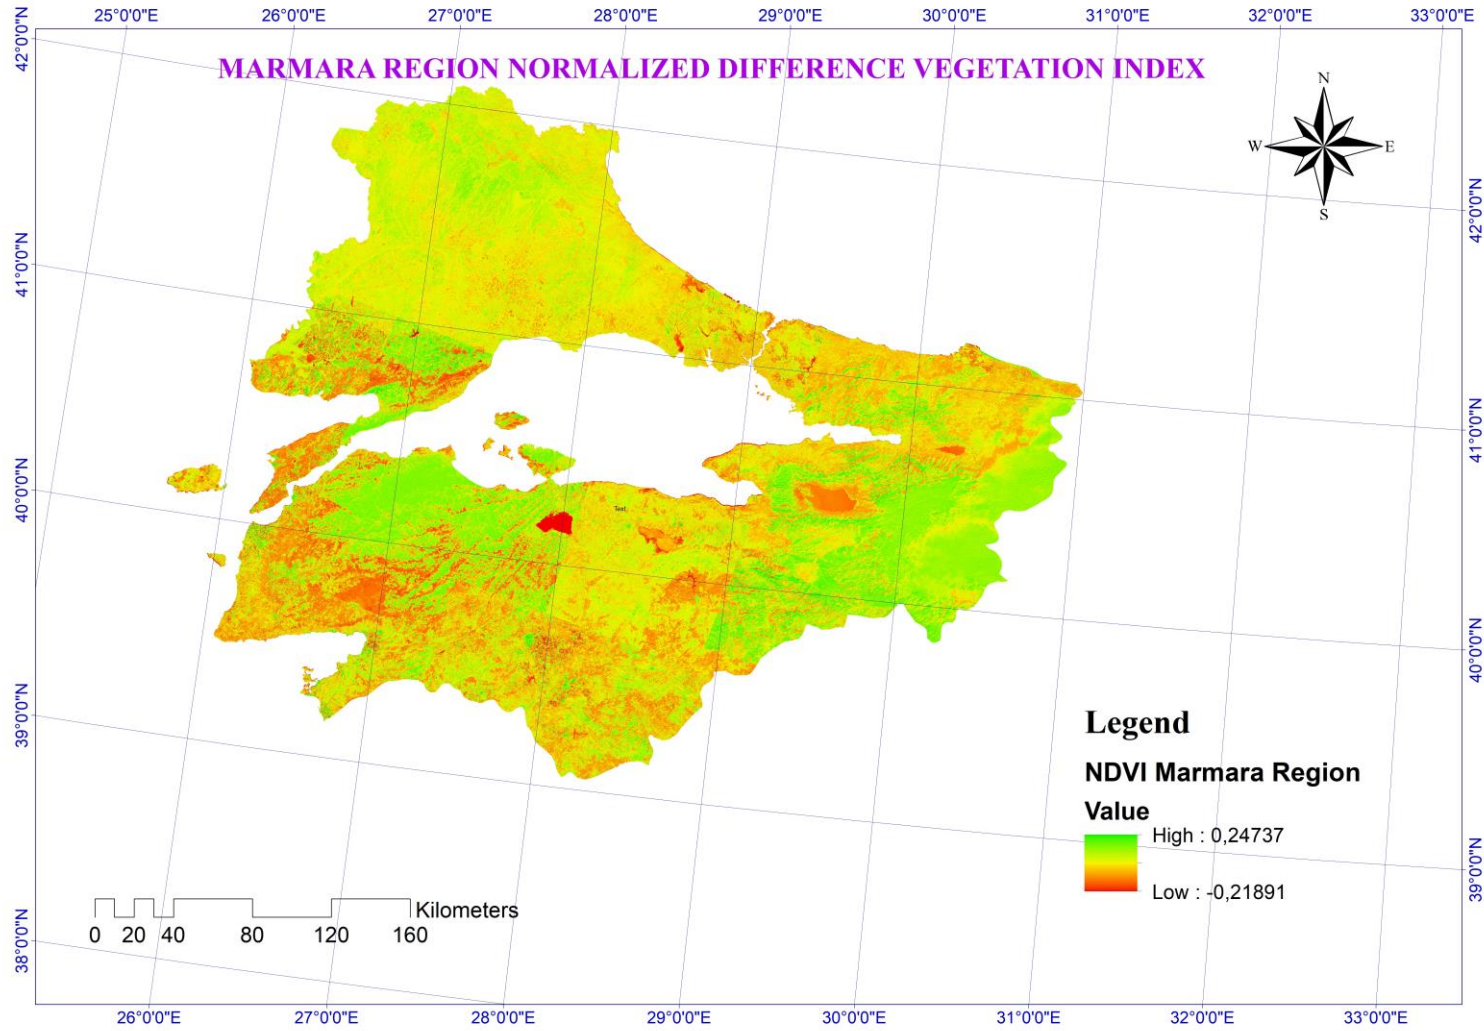 25°0'0"E 26°0'0"E 27°0'0"E 28°0'0"E 29°0'0"E 30°0'0"E 31°0'0"E 32°0'0"E 33°0'0"E
42°0'0"N
MARMARA REGION NORMALIZED DIFFERENCE VEGETATION INDEX
N
W E
S
42°0'0"N
41°0'0"N
41°0'0"N
40°0'0"N
Text
40°0'0"N
39°0'0"N
Legend
NDVI Marmara Region
Value
High : 0,24737
Low : -0,21891
39°0'0"N
Kilometers
0 20 40 80 120 160
38°0'0"N
26°0'0"E 27°0'0"E 28°0'0"E 29°0'0"E 30°0'0"E 31°0'0"E 32°0'0"E 33°0'0"E